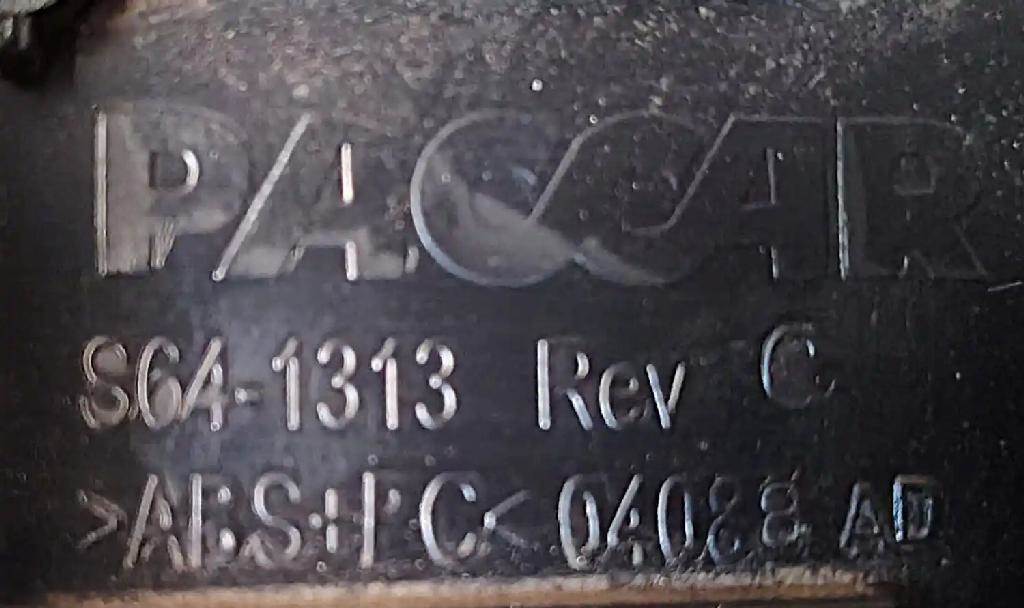 PACCAR
S64-1313 Rev C
>ABS+PC< 04088 AD